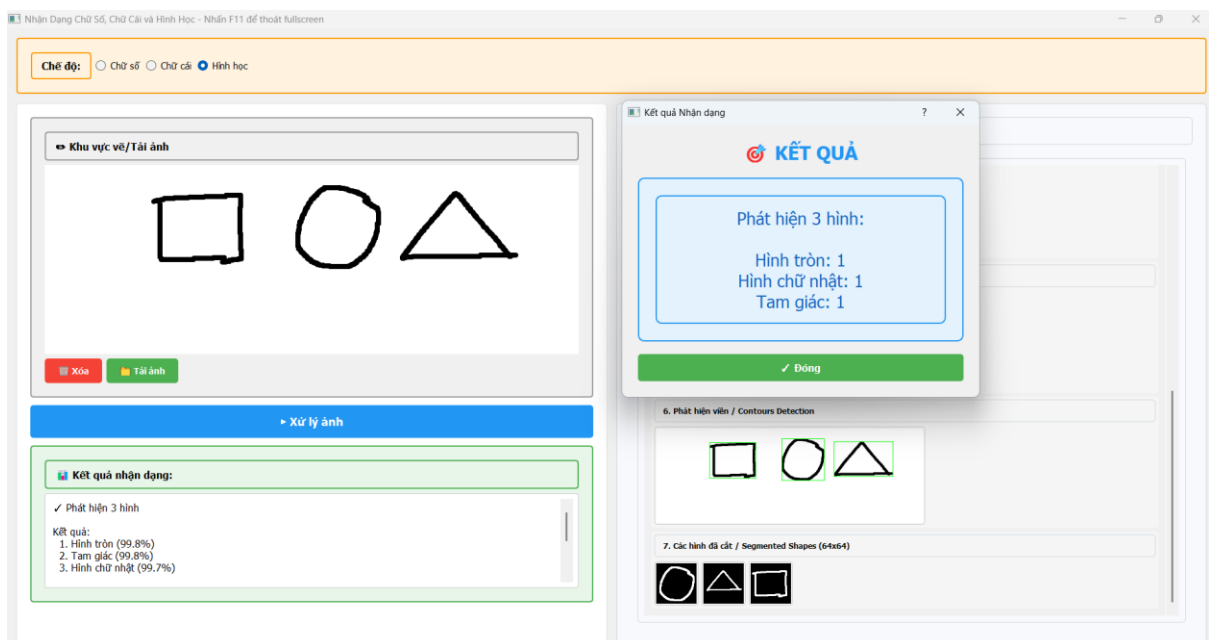 Nhận Dạng Chữ Số, Chữ Cái và Hình Học - Nhấn F11 để thoát fullscreen
Chế độ:
Chữ số
Chữ cái
Hình học
Khu vực vẽ/Tải ảnh
Xóa
Tải ảnh
▸ Xử lý ảnh
Kết quả nhận dạng:
✓ Phát hiện 3 hình
Kết quả:
1. Hình tròn (99.8%)
2. Tam giác (99.8%)
3. Hình chữ nhật (99.7%)
Kết quả Nhận dạng
KẾT QUẢ
Phát hiện 3 hình:
Hình tròn: 1
Hình chữ nhật: 1
Tam giác: 1
✓ Đóng
6. Phát hiện viền / Contours Detection
7. Các hình đã cắt / Segmented Shapes (64x64)